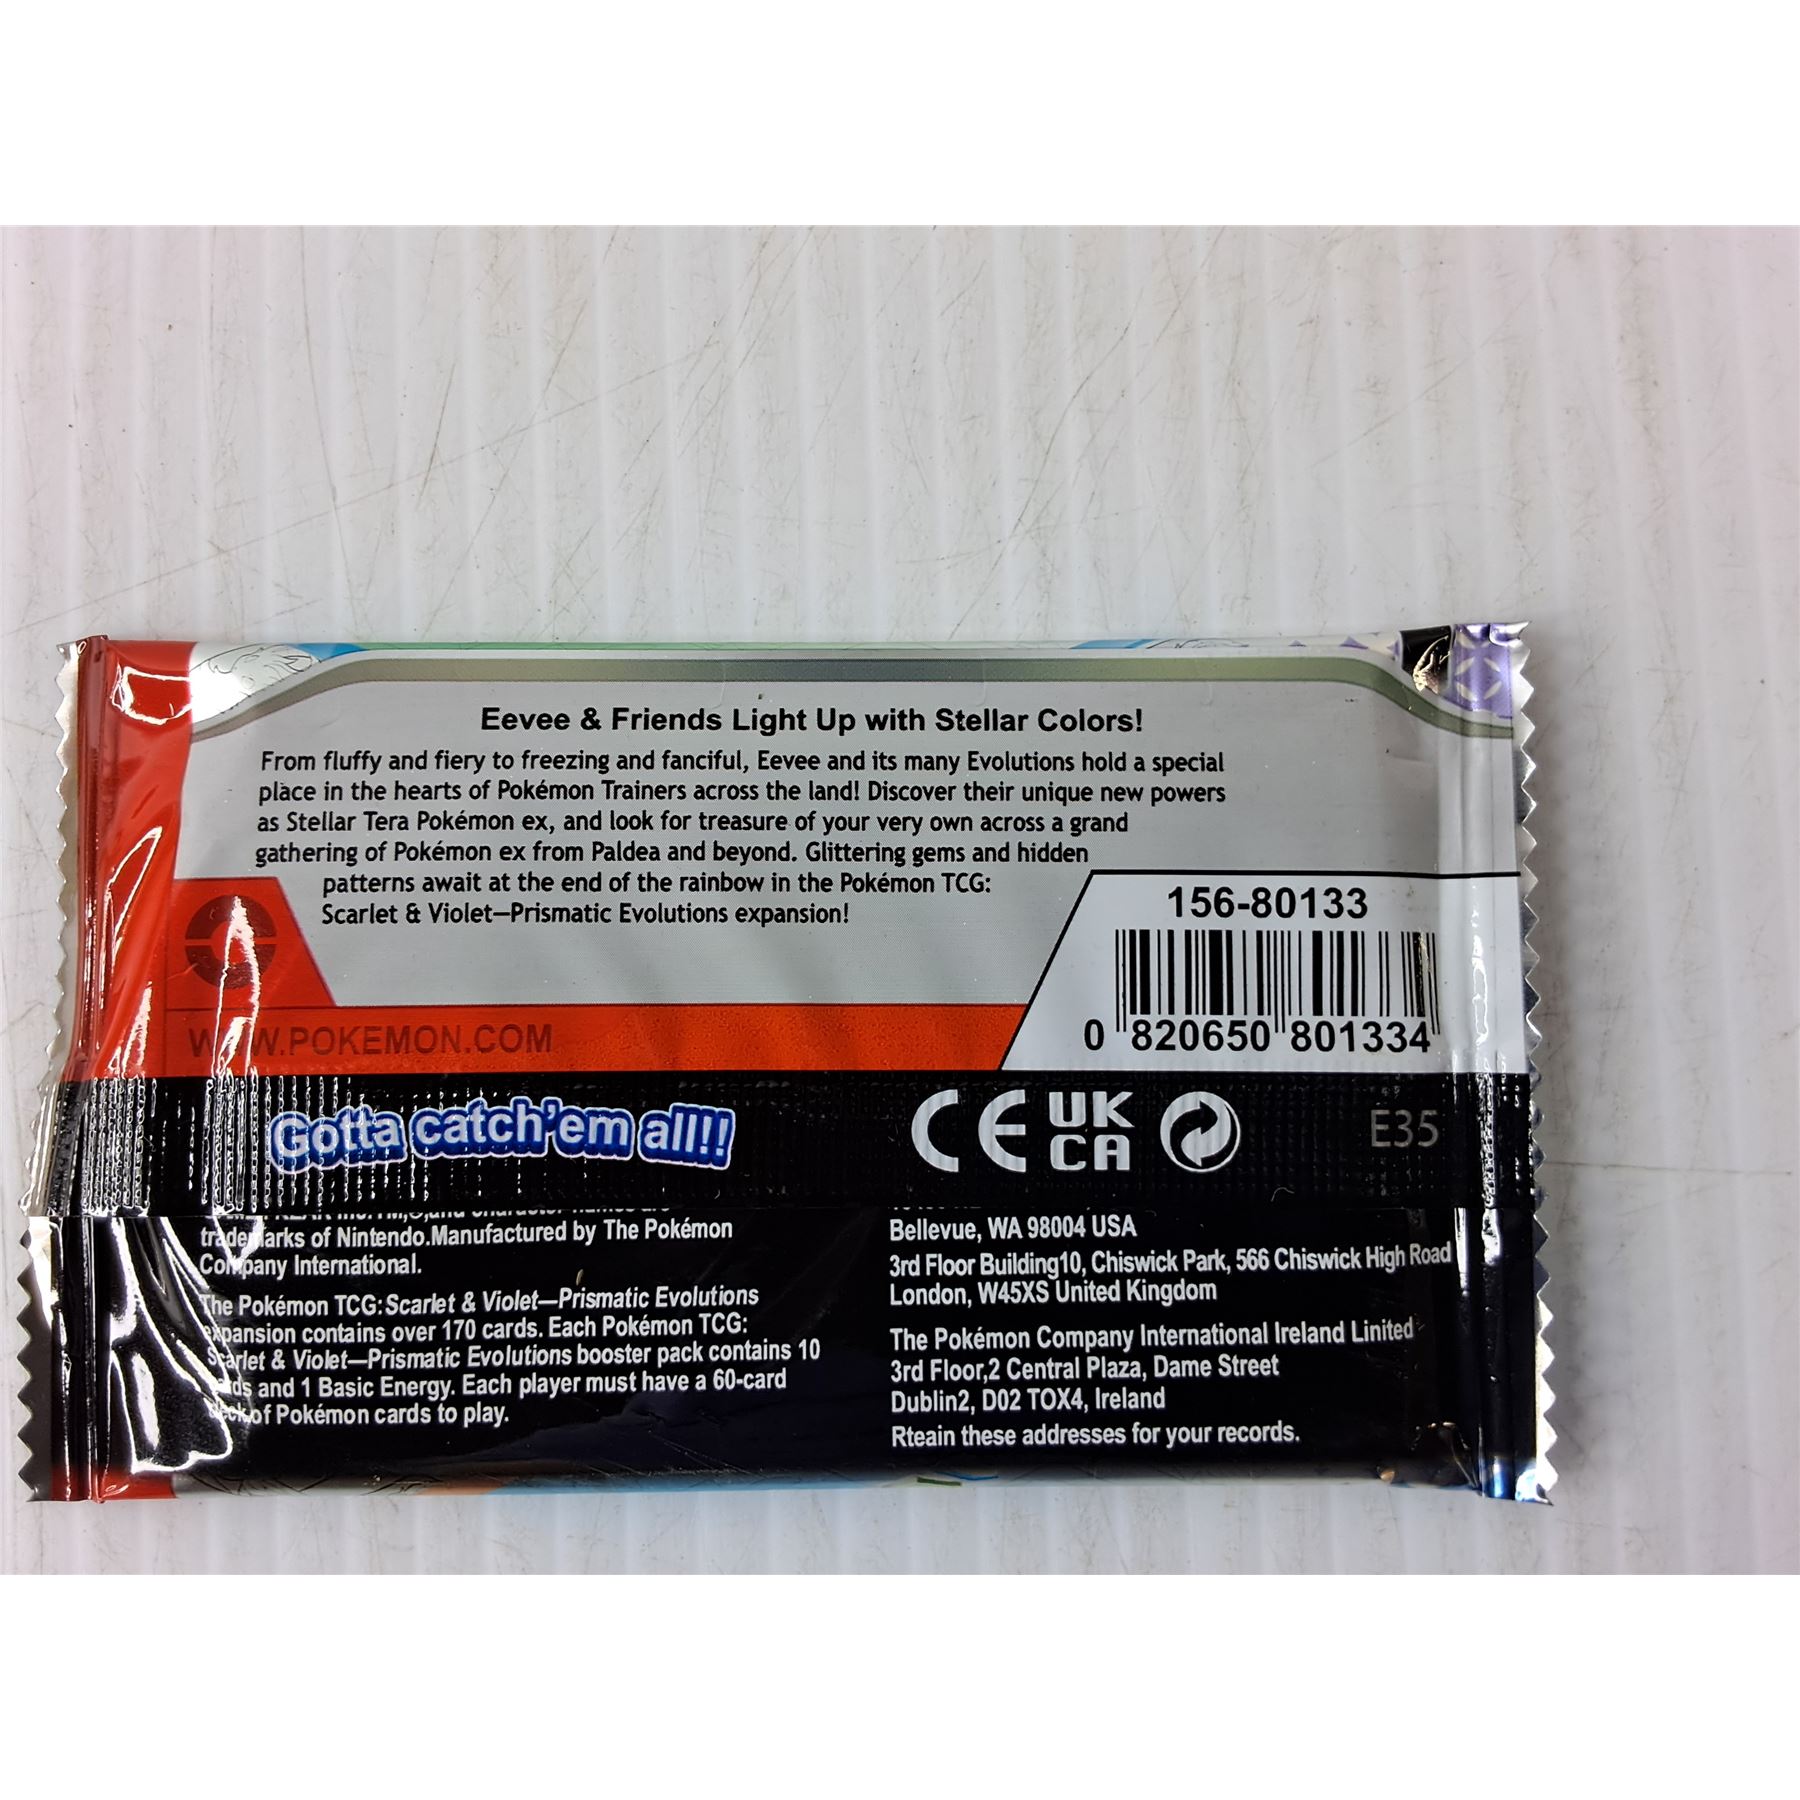 Eevee & Friends Light Up with Stellar Colors!
From fluffy and fiery to freezing and fanciful, Eevee and its many Evolutions hold a special
place in the hearts of Pokémon Trainers across the land! Discover their unique new powers
as Stellar Tera Pokémon ex, and look for treasure of your very own across a grand
gathering of Pokémon ex from Paldea and beyond. Glittering gems and hidden
patterns await at the end of the rainbow in the Pokémon TCG:
Scarlet & Violet—Prismatic Evolutions expansion!
156-80133
0 820650 801334
WWW.POKEMON.COM
Gotta catch'em all!!
CE UK CA
E35
and character names are
trademarks of Nintendo.Manufactured by The Pokémon
Company International.
The Pokémon TCG:Scarlet & Violet—Prismatic Evolutions
expansion contains over 170 cards. Each Pokémon TCG:
Scarlet & Violet—Prismatic Evolutions booster pack contains 10
cards and 1 Basic Energy. Each player must have a 60-card
deck of Pokémon cards to play.
Bellevue, WA 98004 USA
3rd Floor Building10, Chiswick Park, 566 Chiswick High Road
London, W45XS United Kingdom
The Pokémon Company International Ireland Linited
3rd Floor,2 Central Plaza, Dame Street
Dublin2, D02 TOX4, Ireland
Rteain these addresses for your records.